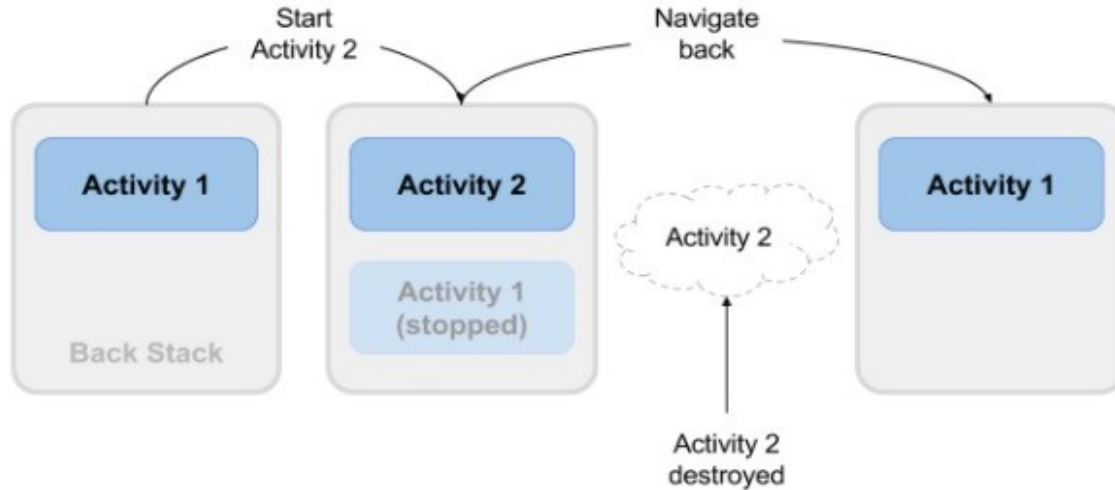 Start
Activity 2
Navigate
back
Activity 1
Back Stack
Activity 2
Activity 1
(stopped)
Activity 2
Activity 2
destroyed
Activity 1